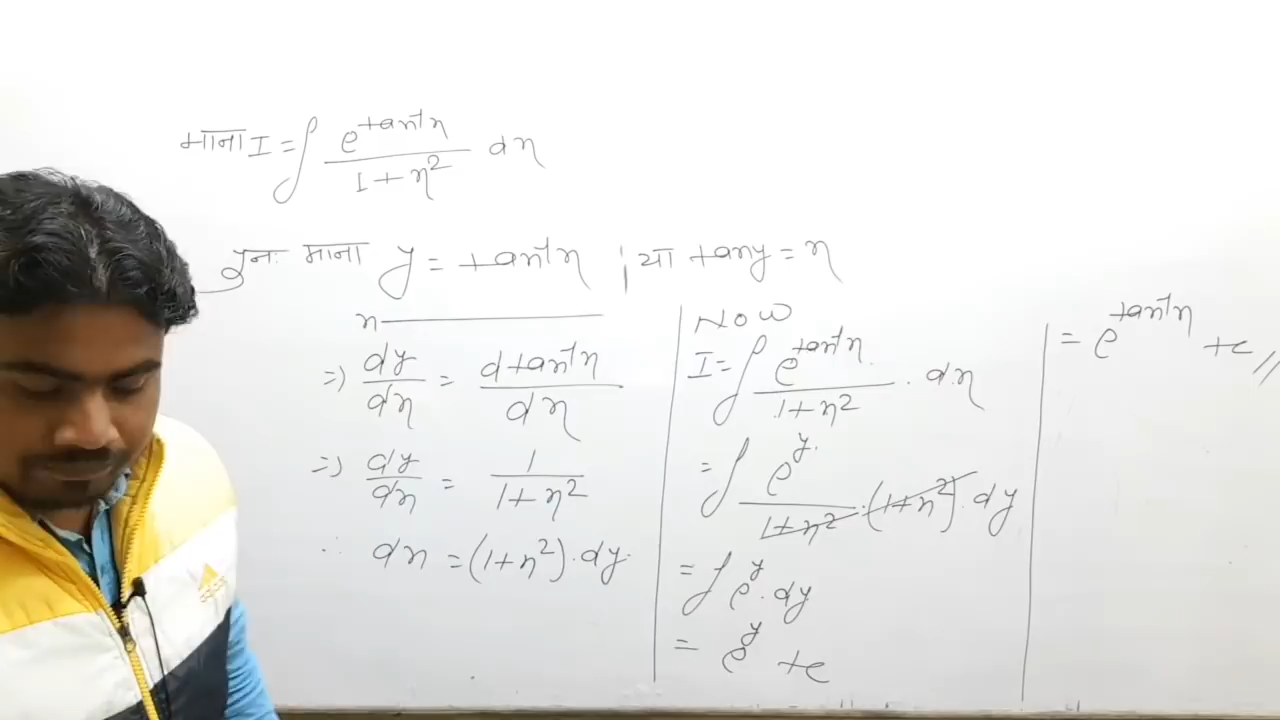 माना I = ∫ e^tan⁻¹x / 1 + x² dx
पुनः माना y = tan⁻¹x ; या tany = x
x
⇒ dy/dx = d tan⁻¹x / dx
⇒ dy/dx = 1 / 1 + x²
∴ dx = (1+x²).dy.
Now
I = ∫ e^tan⁻¹x / 1+x² . dx
= ∫ e^y / 1+x² . (1+x²).dy
= ∫ e^y . dy
= e^y + c
= e^tan⁻¹x + c //
adidas